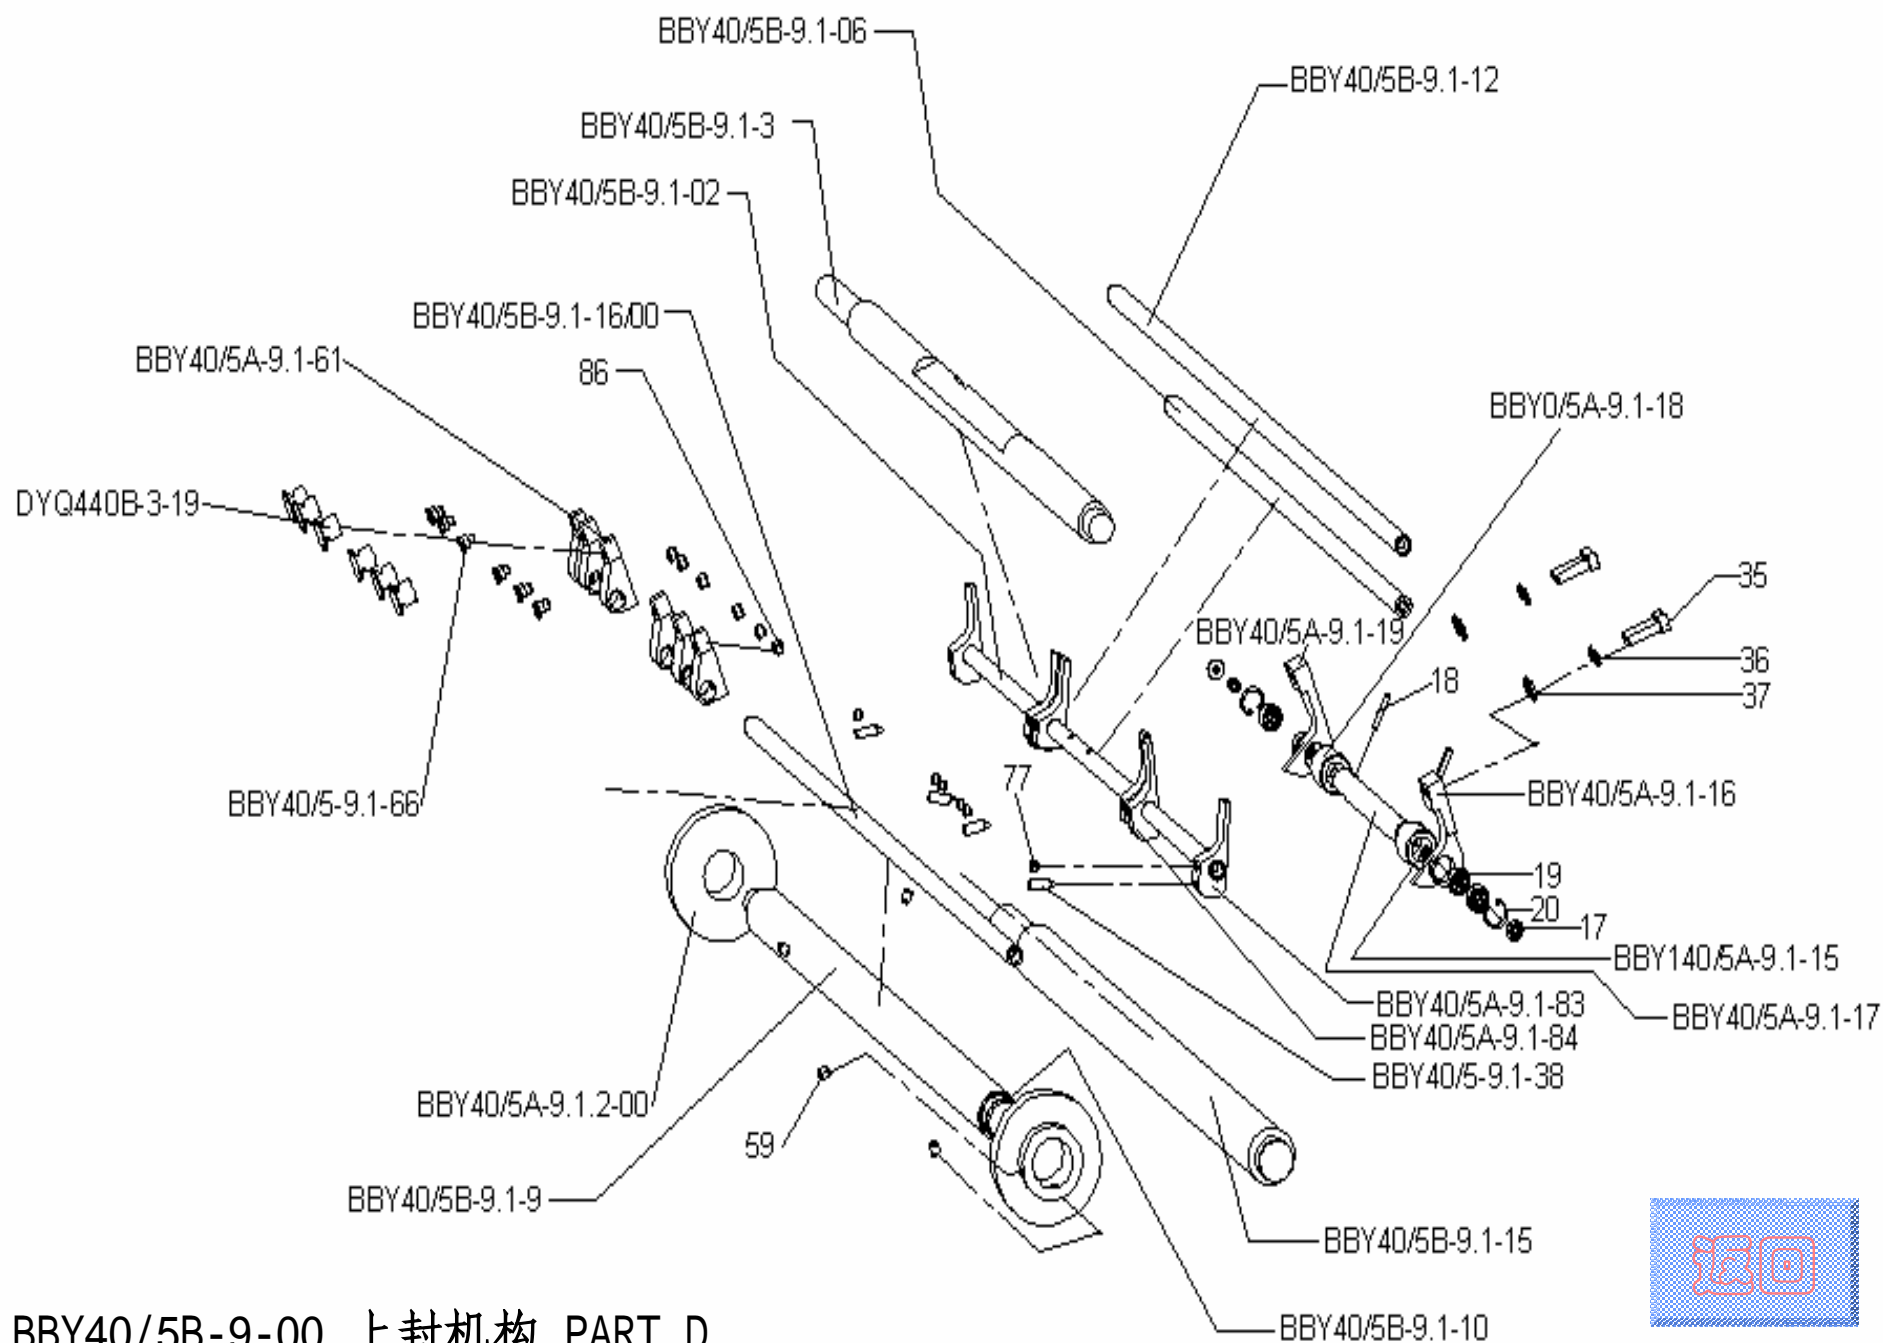 BBY40/5B-9.1-06
BBY40/5B-9.1-12
BBY40/5B-9.1-3
BBY40/5B-9.1-02
BBY40/5B-9.1-16/00
BBY40/5A-9.1-61
86
BBY0/5A-9.1-18
DYQ440B-3-19
35
BBY40/5A-9.1-19
36
18
37
77
BBY40/5-9.1-66
BBY40/5A-9.1-16
19
20
17
BBY140/5A-9.1-15
BBY40/5A-9.1-83
BBY40/5A-9.1-17
BBY40/5A-9.1-84
BBY40/5-9.1-38
BBY40/5A-9.1.2-00
59
BBY40/5B-9.1-9
BBY40/5B-9.1-15
返回
BBY40/5B-9.1-10
BBY40/5B-9-00 上封机构 PART D